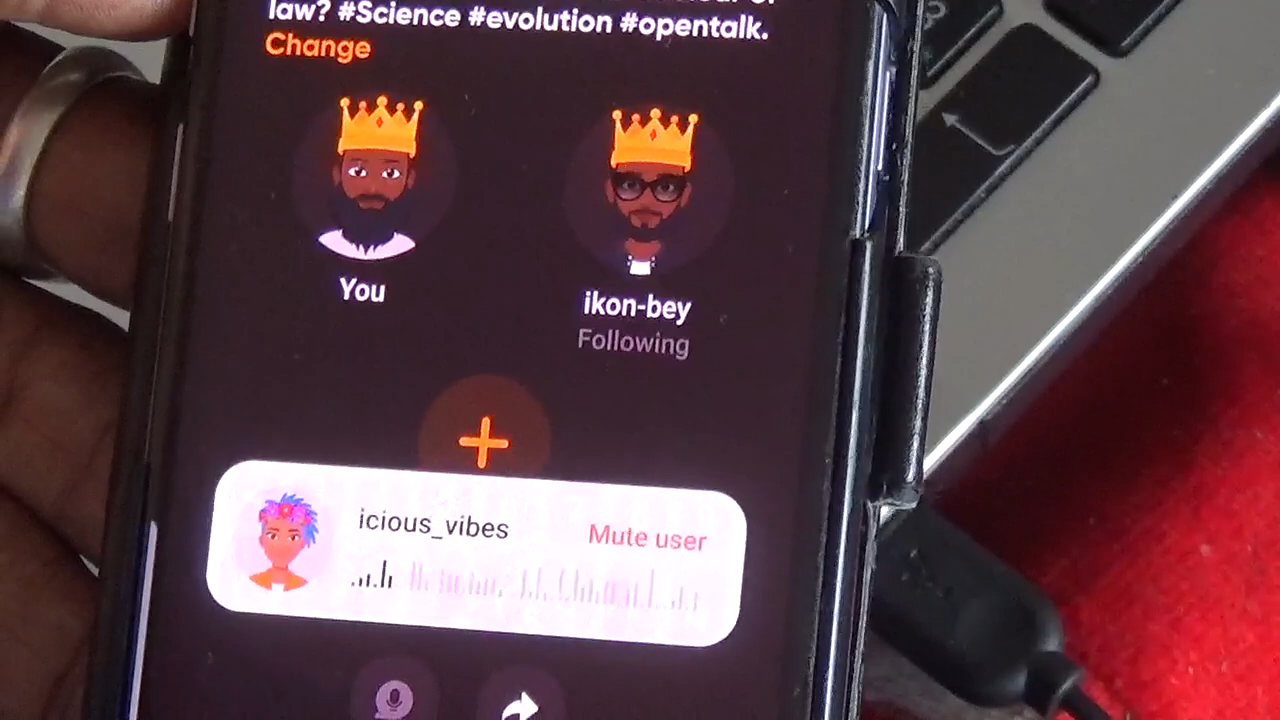 law? #Science #evolution #opentalk.
Change
You
ikon-bey
Following
icious_vibes
Mute user